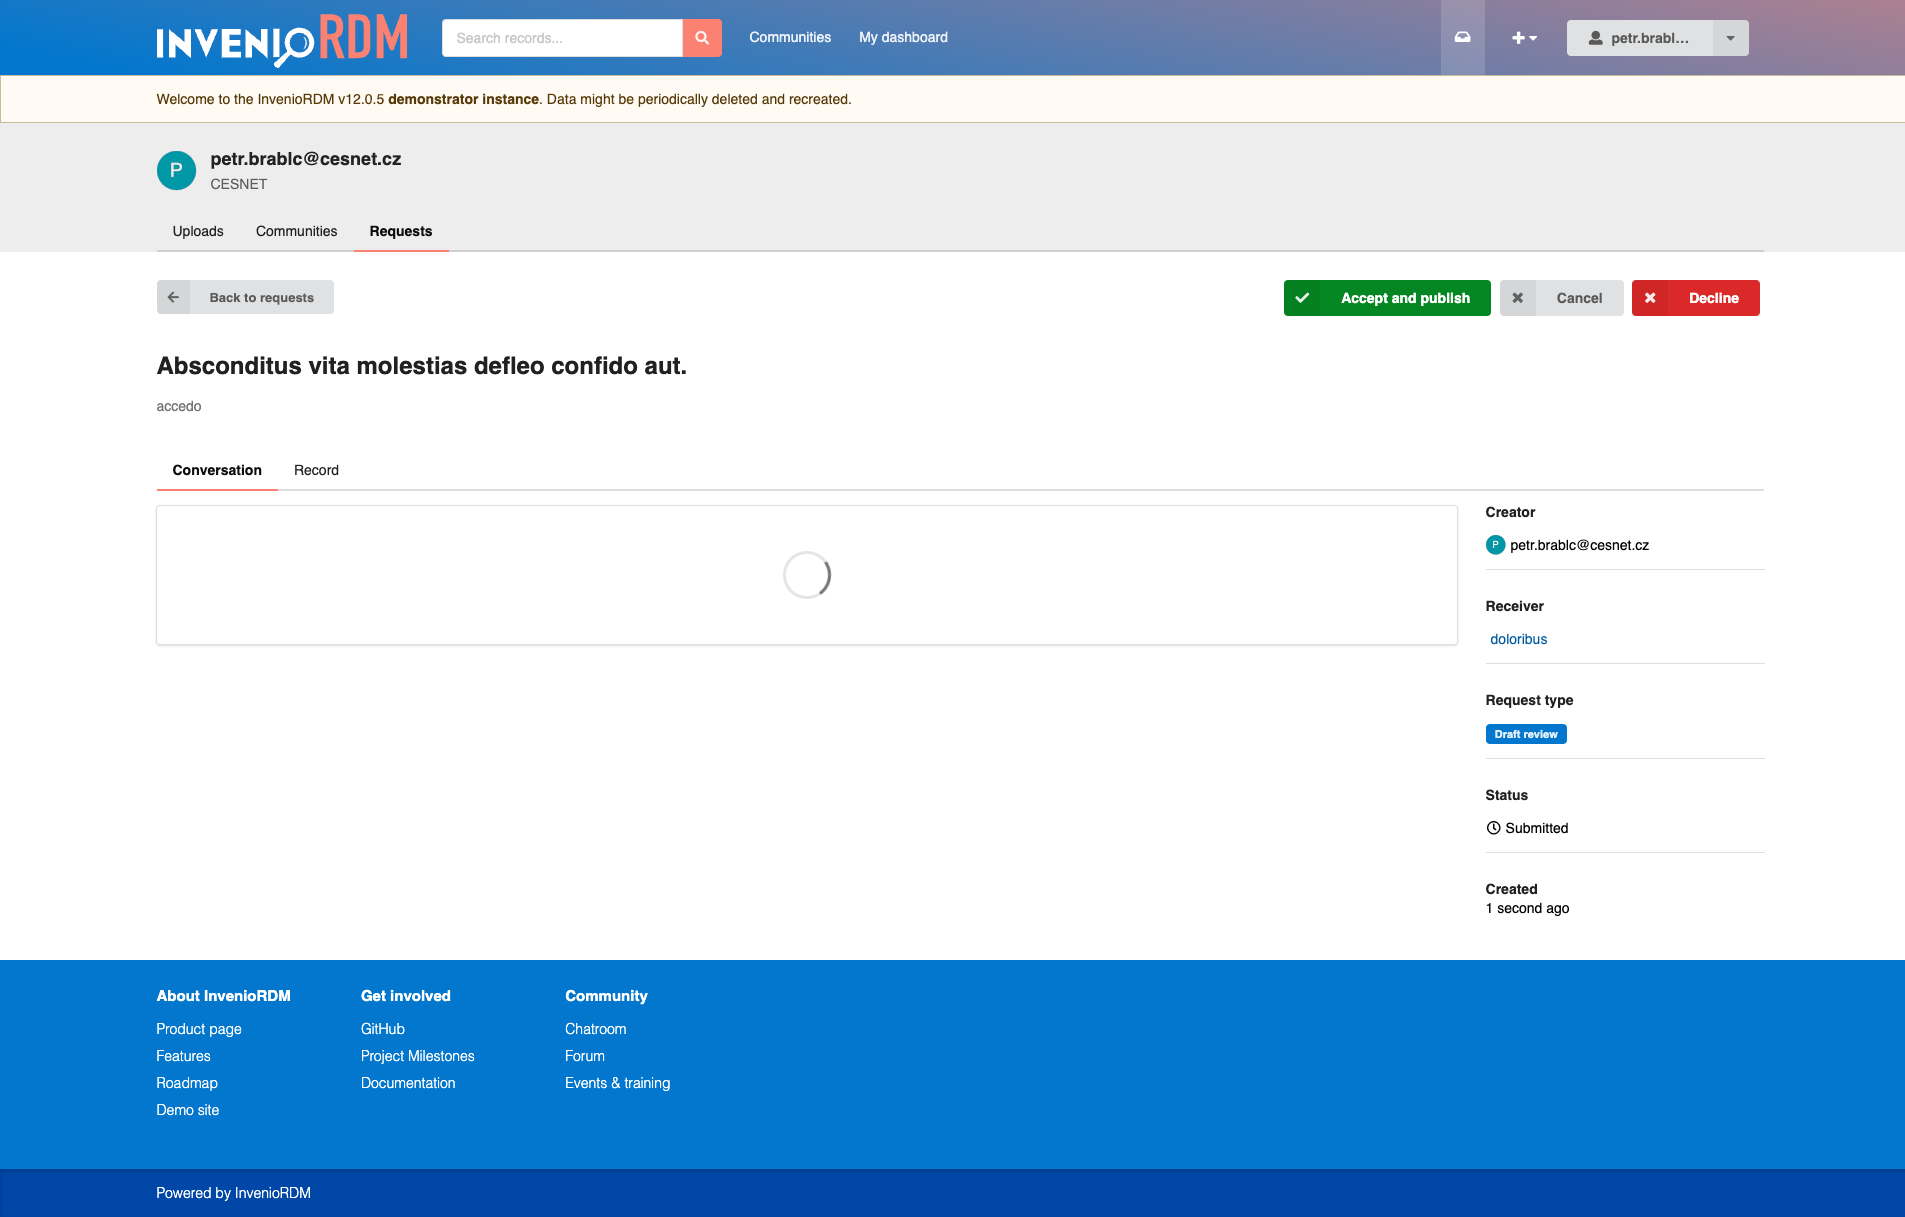 INVENIORDM
Search records...
Communities
My dashboard
petr.brabl...
Welcome to the InvenioRDM v12.0.5 demonstrator instance. Data might be periodically deleted and recreated.
P
petr.brablc@cesnet.cz
CESNET
Uploads
Communities
Requests
Back to requests
Accept and publish
Cancel
Decline
Absconditus vita molestias defleo confido aut.
accedo
Conversation
Record
Creator
P petr.brablc@cesnet.cz
Receiver
doloribus
Request type
Draft review
Status
Submitted
Created
1 second ago
About InvenioRDM
Product page
Features
Roadmap
Demo site
Get involved
GitHub
Project Milestones
Documentation
Community
Chatroom
Forum
Events & training
Powered by InvenioRDM